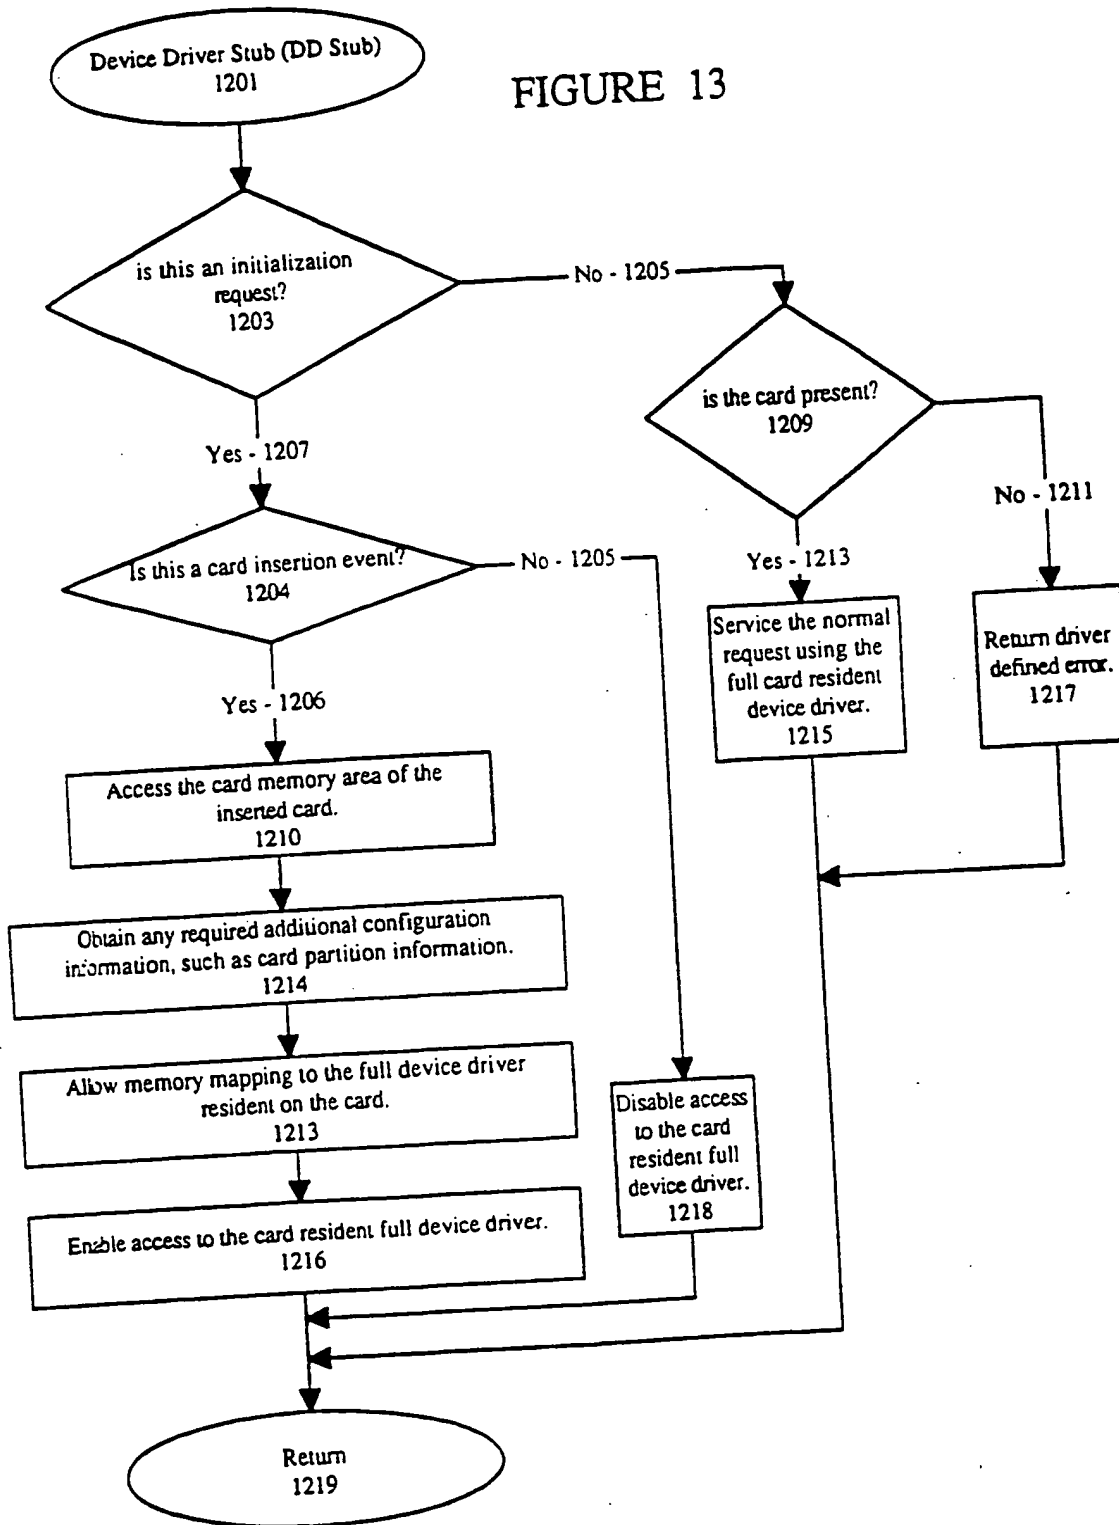 Device Driver Stub (DD Stub)
1201
FIGURE 13
is this an initialization
request?
1203
No - 1205
is the card present?
1209
Yes - 1207
No - 1211
Is this a card insertion event?
1204
No - 1205
Yes - 1213
Service the normal
request using the
full card resident
device driver.
1215
Return driver
defined error.
1217
Yes - 1206
Access the card memory area of the
inserted card.
1210
Obtain any required additional configuration
information, such as card partition information.
1214
Allow memory mapping to the full device driver
resident on the card.
1213
Disable access
to the card
resident full
device driver.
1218
Enable access to the card resident full device driver.
1216
Return
1219